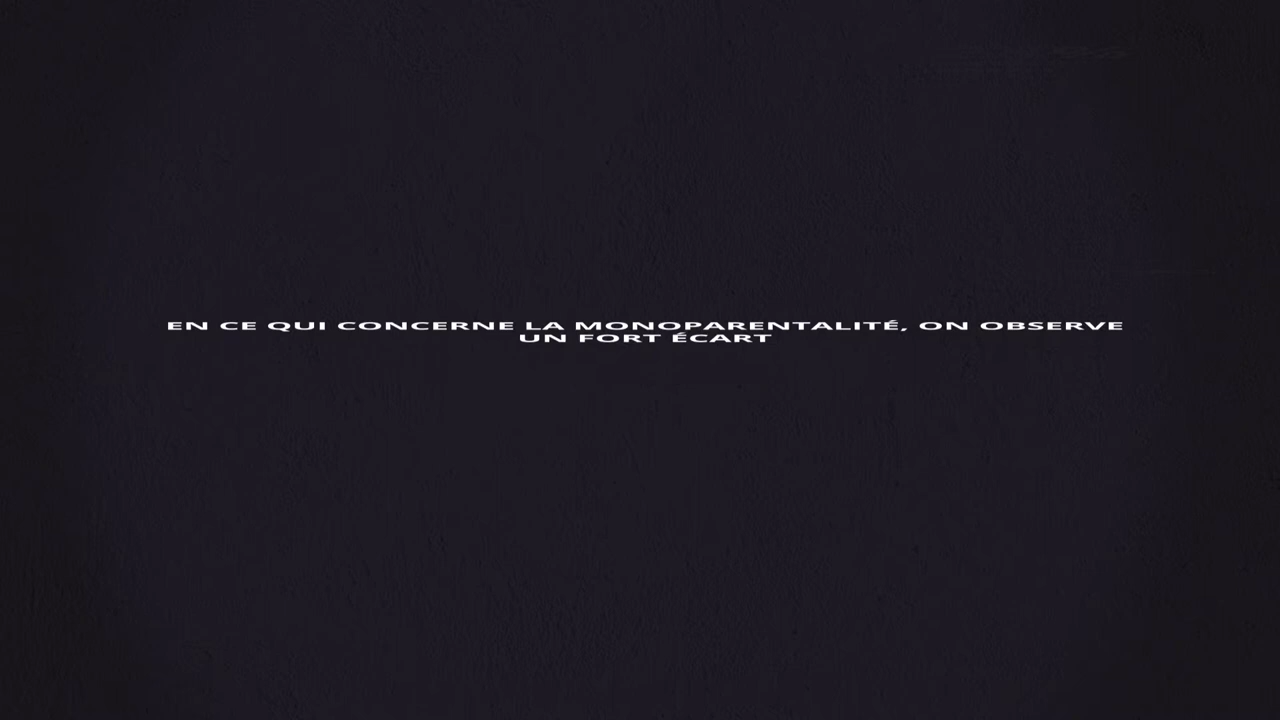 EN CE QUI CONCERNE LA MONOPARENTALITÉ, ON OBSERVE
UN FORT ÉCART